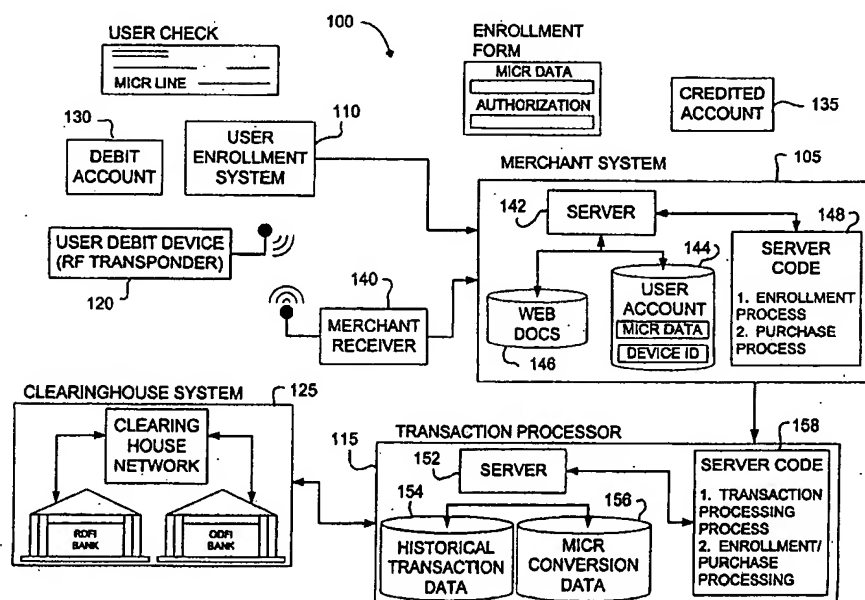 USER CHECK
MICR LINE
100
ENROLLMENT
FORM
MICR DATA
AUTHORIZATION
CREDITED
ACCOUNT
135
130
DEBIT
ACCOUNT
USER
ENROLLMENT
SYSTEM
110
MERCHANT SYSTEM
105
142
SERVER
148
SERVER
CODE
1. ENROLLMENT
PROCESS
2. PURCHASE
PROCESS
144
USER
ACCOUNT
MICR DATA
DEVICE ID
WEB
DOCS
146
USER DEBIT DEVICE
(RF TRANSPONDER)
120
140
MERCHANT
RECEIVER
CLEARINGHOUSE SYSTEM
125
CLEARING
HOUSE
NETWORK
RDFI
BANK
ODFI
BANK
TRANSACTION PROCESSOR
115
152
SERVER
158
SERVER CODE
1. TRANSACTION
PROCESSING
PROCESS
2. ENROLLMENT/
PURCHASE
PROCESSING
154
HISTORICAL
TRANSACTION
DATA
156
MICR
CONVERSION
DATA